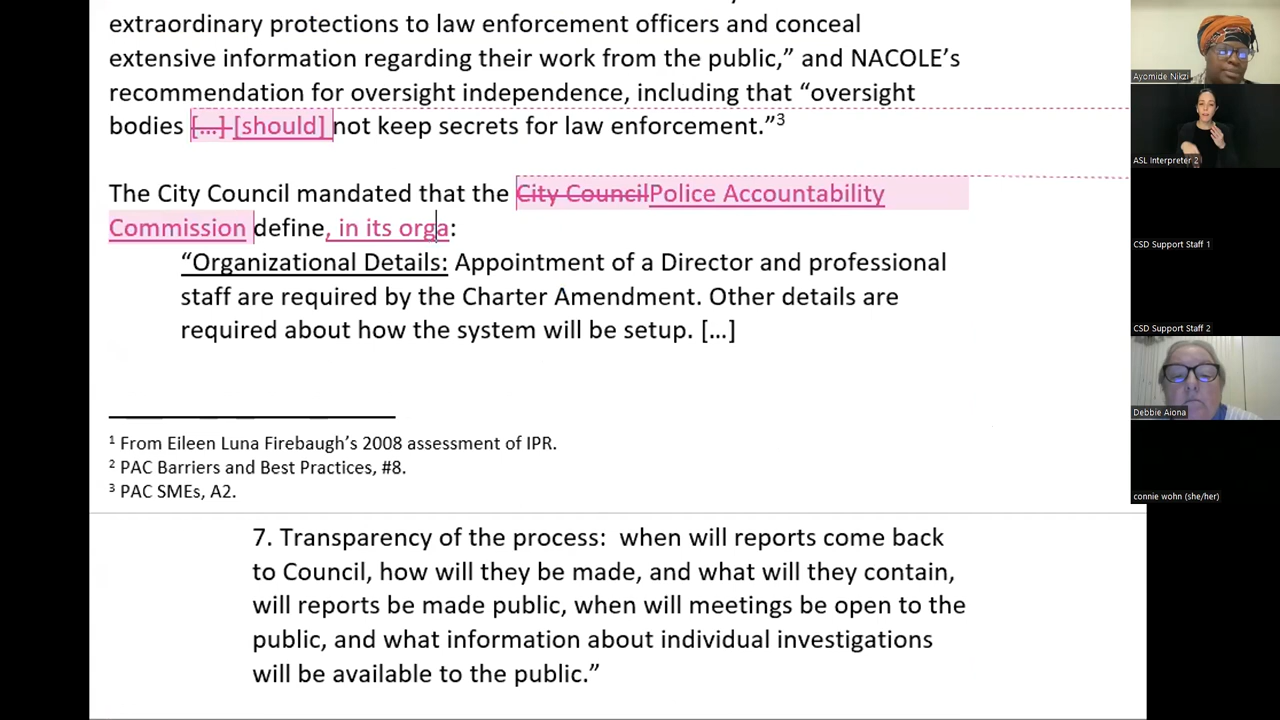 extraordinary protections to law enforcement officers and conceal
extensive information regarding their work from the public,” and NACOLE’s
recommendation for oversight independence, including that “oversight
bodies […] [should] not keep secrets for law enforcement.”3
The City Council mandated that the City CouncilPolice Accountability
Commission define, in its orga:
“Organizational Details: Appointment of a Director and professional
staff are required by the Charter Amendment. Other details are
required about how the system will be setup. […]
1 From Eileen Luna Firebaugh’s 2008 assessment of IPR.
2 PAC Barriers and Best Practices, #8.
3 PAC SMEs, A2.
7. Transparency of the process:  when will reports come back
to Council, how will they be made, and what will they contain,
will reports be made public, when will meetings be open to the
public, and what information about individual investigations
will be available to the public.”
Ayomide Nikzi
ASL Interpreter 2
CSD Support Staff 1
CSD Support Staff 2
Debbie Aiona
connie wohn (she/her)